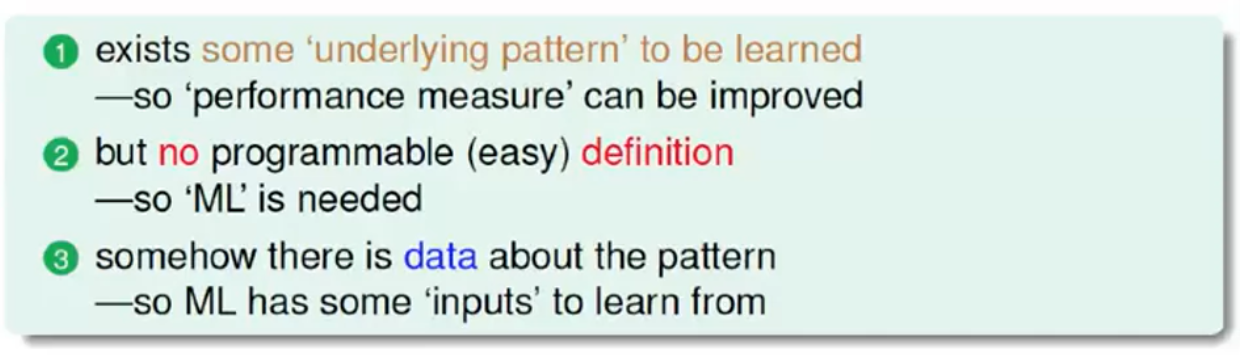 1 exists some ‘underlying pattern’ to be learned
—so ‘performance measure’ can be improved
2 but no programmable (easy) definition
—so ‘ML’ is needed
3 somehow there is data about the pattern
—so ML has some ‘inputs’ to learn from